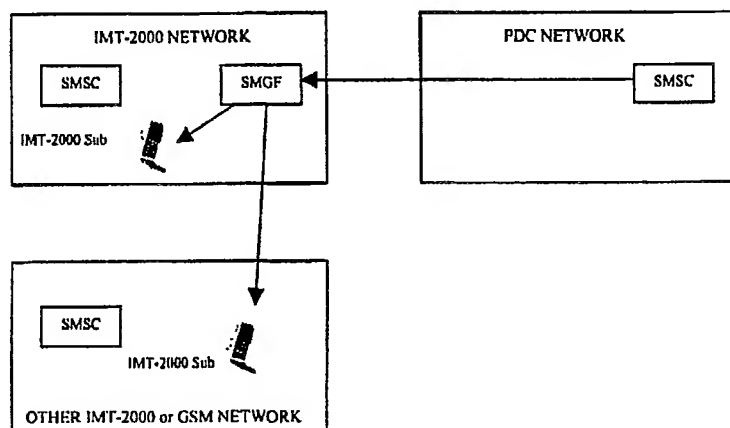 IMT-2000 NETWORK
PDC NETWORK
SMSC
SMGF
SMSC
IMT-2000 Sub
SMSC
IMT-2000 Sub
OTHER IMT-2000 or GSM NETWORK